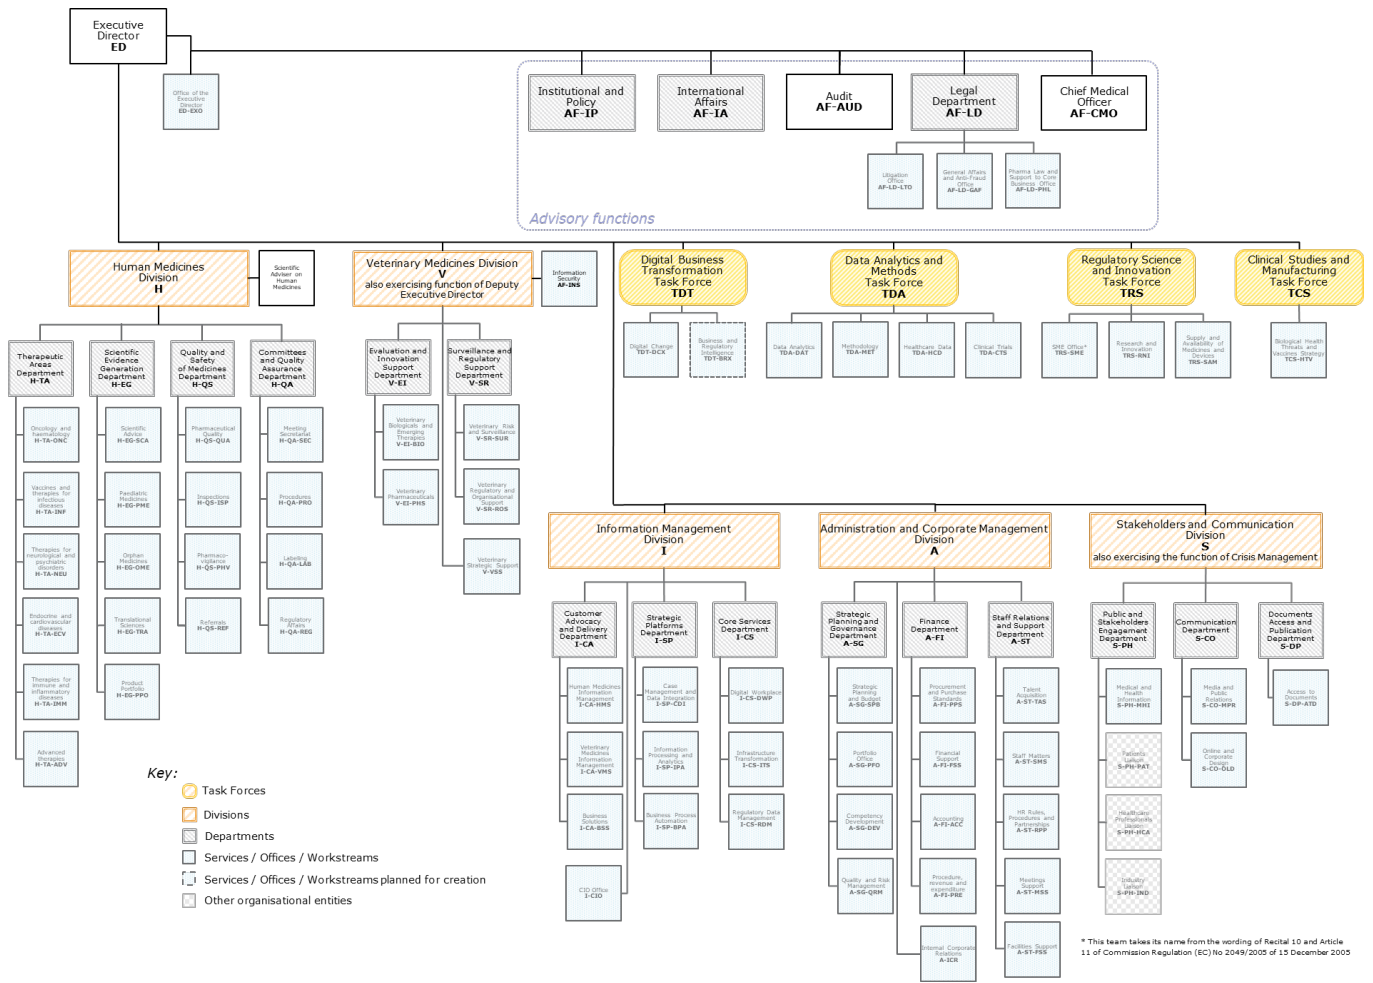 Executive
Director
ED
Office of the
Executive
Director
ED-EXO
Institutional and
Policy
AF-IP
International
Affairs
AF-IA
Audit
AF-AUD
Legal
Department
AF-LD
Chief Medical
Officer
AF-CMO
Litigation
Office
AF-LD-LTO
General Affairs
and Anti-Fraud
Office
AF-LD-GAF
Pharma Law and
Support to Core
Business Office
AF-LD-PHL
Advisory functions
Human Medicines
Division
H
Scientific
Adviser on
Human
Medicines
Veterinary Medicines Division
V
also exercising function of Deputy
Executive Director
Information
Security
AF-INS
Digital Business
Transformation
Task Force
TDT
Data Analytics and
Methods
Task Force
TDA
Regulatory Science
and Innovation
Task Force
TRS
Clinical Studies and
Manufacturing
Task Force
TCS
Digital Change
TDT-DCX
Business and
Regulatory
Intelligence
TDT-BRX
Data Analytics
TDA-DAT
Methodology
TDA-MET
Healthcare Data
TDA-HCD
Clinical Trials
TDA-CTS
SME Office*
TRS-SME
Research and
Innovation
TRS-RNI
Supply and
Availability of
Medicines and
Devices
TRS-SAM
Biological Health
Threats and
Vaccines Strategy
TCS-HTV
Therapeutic
Areas
Department
H-TA
Scientific
Evidence
Generation
Department
H-EG
Quality and
Safety
of Medicines
Department
H-QS
Committees
and Quality
Assurance
Department
H-QA
Evaluation and
Innovation
Support
Department
V-EI
Surveillance and
Regulatory
Support
Department
V-SR
Oncology and
haematology
H-TA-ONC
Scientific
Advice
H-EG-SCA
Pharmaceutical
Quality
H-QS-QUA
Meeting
Secretariat
H-QA-SEC
Veterinary
Biologicals and
Emerging
Therapies
V-EI-BIO
Veterinary Risk
and Surveillance
V-SR-SUR
Vaccines and
therapies for
infectious
diseases
H-TA-INF
Paediatric
Medicines
H-EG-PME
Inspections
H-QS-ISP
Procedures
H-QA-PRO
Veterinary
Pharmaceuticals
V-EI-PHS
Veterinary
Regulatory and
Organisational
Support
V-SR-ROS
Therapies for
neurological and
psychiatric
disorders
H-TA-NEU
Orphan
Medicines
H-EG-OME
Pharmaco-
vigilance
H-QS-PHV
Labelling
H-QA-LAB
Veterinary
Strategic Support
V-VSS
Endocrine and
cardiovascular
diseases
H-TA-ECV
Translational
Sciences
H-EG-TRA
Referrals
H-QS-REF
Regulatory
Affairs
H-QA-REG
Therapies for
immune and
inflammatory
diseases
H-TA-IMM
Product
Portfolio
H-EG-PPO
Advanced
therapies
H-TA-ADV
Information Management
Division
I
Administration and Corporate Management
Division
A
Stakeholders and Communication
Division
S
also exercising the function of Crisis Management
Customer
Advocacy
and Delivery
Department
I-CA
Strategic
Platforms
Department
I-SP
Core Services
Department
I-CS
Strategic
Planning and
Governance
Department
A-SG
Finance
Department
A-FI
Staff Relations
and Support
Department
A-ST
Public and
Stakeholders
Engagement
Department
S-PH
Communication
Department
S-CO
Documents
Access and
Publication
Department
S-DP
Human Medicines
Information
Management
I-CA-HMS
Case
Management and
Data Integration
I-SP-CDI
Digital Workplace
I-CS-DWP
Strategic
Planning
and Budget
A-SG-SPB
Procurement
and Purchase
Standards
A-FI-PPS
Talent
Acquisition
A-ST-TAS
Medical and
Health
Information
S-PH-MHI
Media and
Public
Relations
S-CO-MPR
Access to
Documents
S-DP-ATD
Veterinary
Medicines
Information
Management
I-CA-VMS
Information
Processing and
Analytics
I-SP-IPA
Infrastructure
Transformation
I-CS-ITS
Portfolio
Office
A-SG-PFO
Financial
Support
A-FI-FSS
Staff Matters
A-ST-SMS
Patients
Liaison
S-PH-PAT
Online and
Corporate
Design
S-CO-OLD
Business
Solutions
I-CA-BSS
Business Process
Automation
I-SP-BPA
Regulatory Data
Management
I-CS-RDM
Competency
Development
A-SG-DEV
Accounting
A-FI-ACC
HR Rules,
Procedures and
Partnerships
A-ST-RPP
Healthcare
Professionals
Liaison
S-PH-HCA
CIO Office
I-CIO
Quality and Risk
Management
A-SG-QRM
Procedure,
revenue and
expenditure
A-FI-PRE
Meetings
Support
A-ST-MSS
Industry
Liaison
S-PH-IND
Internal Corporate
Relations
A-ICR
Facilities Support
A-ST-FSS
Key:
Task Forces
Divisions
Departments
Services / Offices / Workstreams
Services / Offices / Workstreams planned for creation
Other organisational entities
* This team takes its name from the wording of Recital 10 and Article
11 of Commission Regulation (EC) No 2049/2005 of 15 December 2005